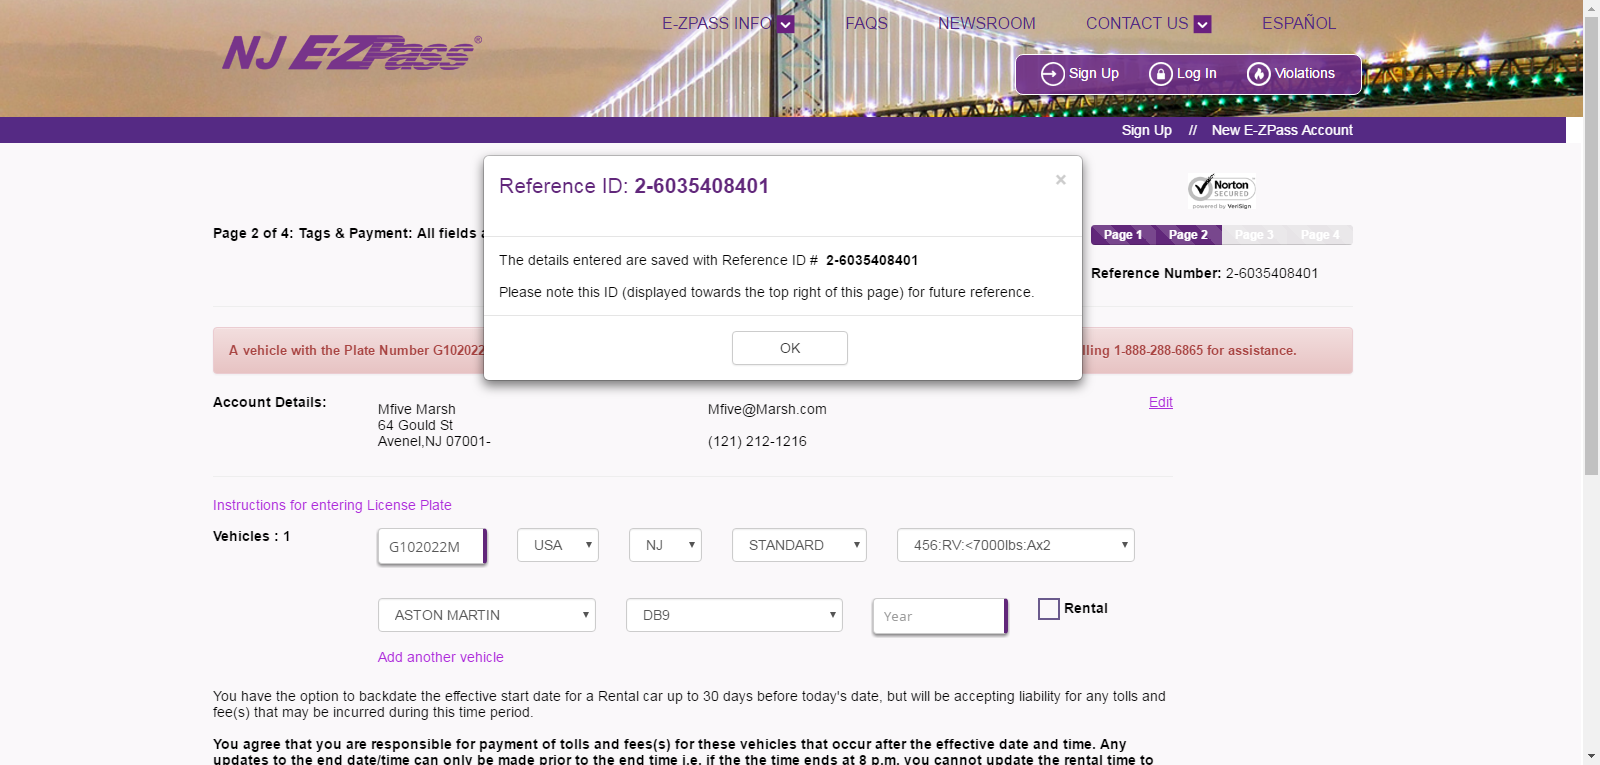 E-ZPASS INFO FAQS NEWSROOM CONTACT US ESPAÑOL
NJ E-ZPass®
Sign Up Log In Violations
Sign Up // New E-ZPass Account
Reference ID: 2-6035408401 ×
Norton
SECURED
powered by VeriSign
Page 2 of 4: Tags & Payment: All fields
Page 1 Page 2 Page 3 Page 4
The details entered are saved with Reference ID # 2-6035408401
Reference Number: 2-6035408401
Please note this ID (displayed towards the top right of this page) for future reference.
OK
A vehicle with the Plate Number G102022 lling 1-888-288-6865 for assistance.
Account Details:
Mfive Marsh
64 Gould St
Avenel,NJ 07001-
Mfive@Marsh.com
(121) 212-1216
Edit
Instructions for entering License Plate
Vehicles : 1 G102022M USA NJ STANDARD 456:RV:<7000lbs:Ax2
ASTON MARTIN DB9 Year Rental
Add another vehicle
You have the option to backdate the effective start date for a Rental car up to 30 days before today's date, but will be accepting liability for any tolls and
fee(s) that may be incurred during this time period.
You agree that you are responsible for payment of tolls and fees(s) for these vehicles that occur after the effective date and time. Any
updates to the end date/time can only be made prior to the end time i.e. if the the time ends at 8 p.m. you cannot update the rental time to